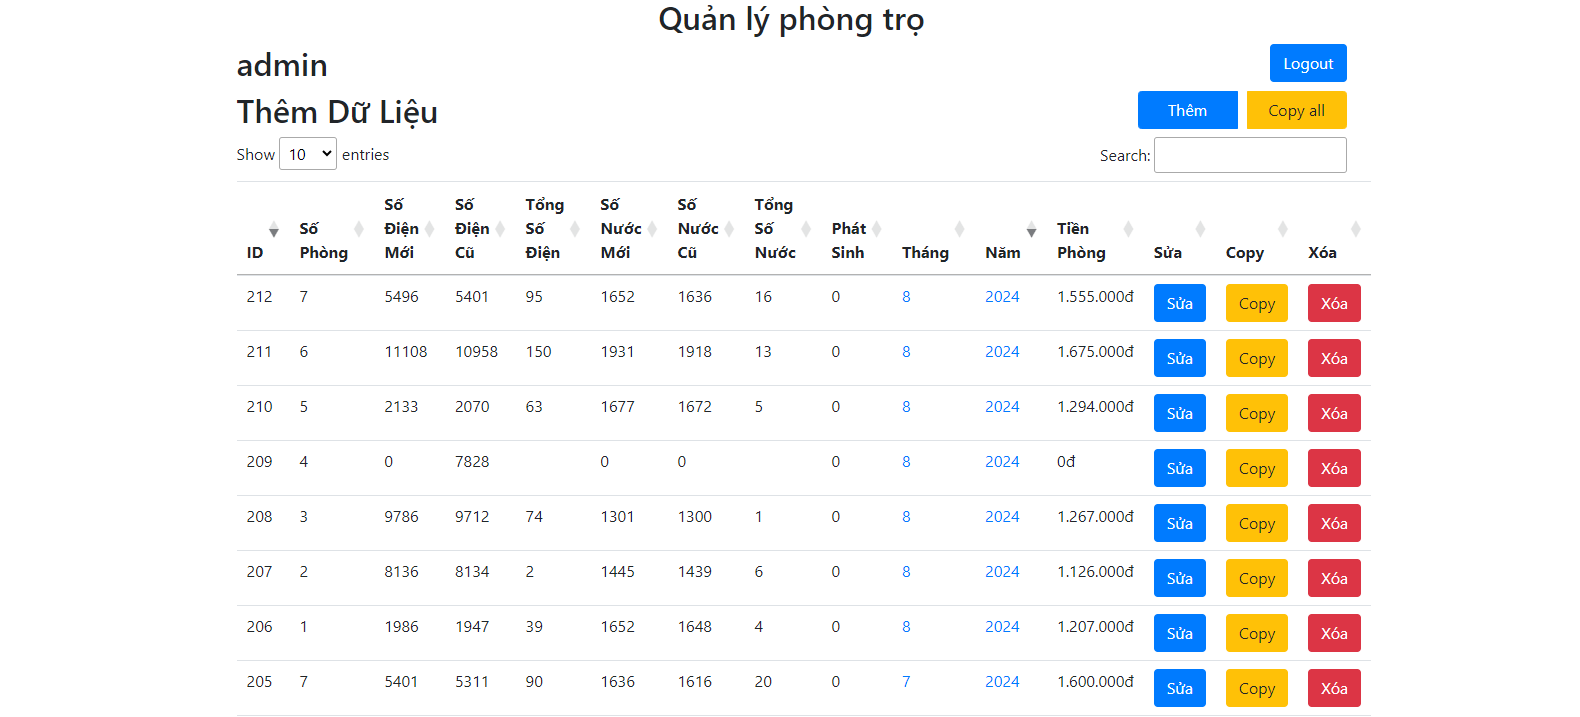 Quản lý phòng trọ
admin Logout
Thêm Dữ Liệu Thêm Copy all
Show 10 entries Search:
ID Số Phòng Số Điện Mới Số Điện Cũ Tổng Số Điện Số Nước Mới Số Nước Cũ Tổng Số Nước Phát Sinh Tháng Năm Tiền Phòng Sửa Copy Xóa
212 7 5496 5401 95 1652 1636 16 0 8 2024 1.555.000đ Sửa Copy Xóa
211 6 11108 10958 150 1931 1918 13 0 8 2024 1.675.000đ Sửa Copy Xóa
210 5 2133 2070 63 1677 1672 5 0 8 2024 1.294.000đ Sửa Copy Xóa
209 4 0 7828 0 0 0 8 2024 0đ Sửa Copy Xóa
208 3 9786 9712 74 1301 1300 1 0 8 2024 1.267.000đ Sửa Copy Xóa
207 2 8136 8134 2 1445 1439 6 0 8 2024 1.126.000đ Sửa Copy Xóa
206 1 1986 1947 39 1652 1648 4 0 8 2024 1.207.000đ Sửa Copy Xóa
205 7 5401 5311 90 1636 1616 20 0 7 2024 1.600.000đ Sửa Copy Xóa